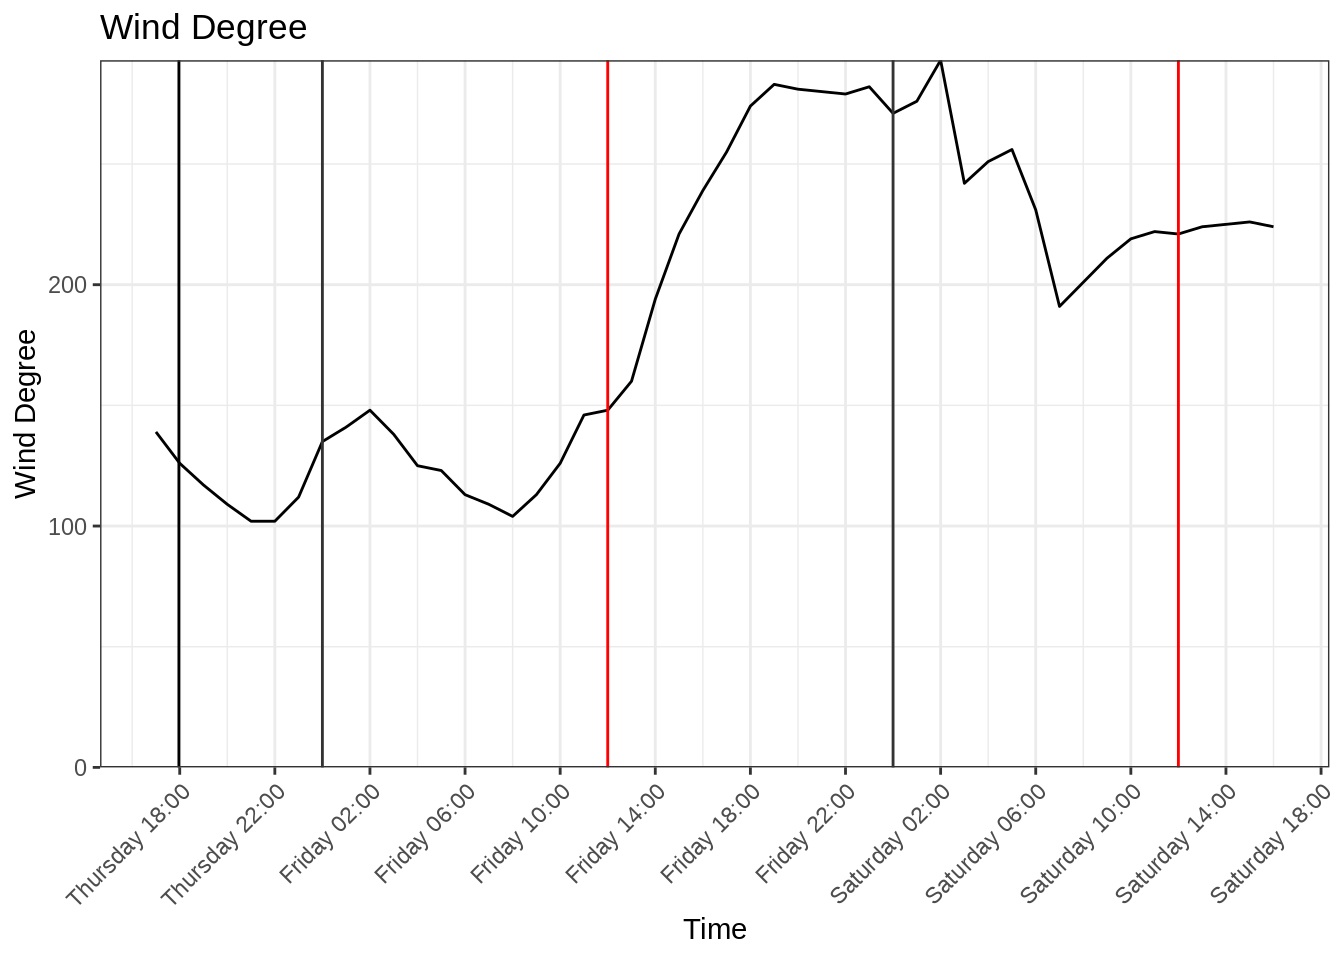 Wind Degree
Wind Degree
200
100
0
Thursday 18:00
Thursday 22:00
Friday 02:00
Friday 06:00
Friday 10:00
Friday 14:00
Friday 18:00
Friday 22:00
Saturday 02:00
Saturday 06:00
Saturday 10:00
Saturday 14:00
Saturday 18:00
Time